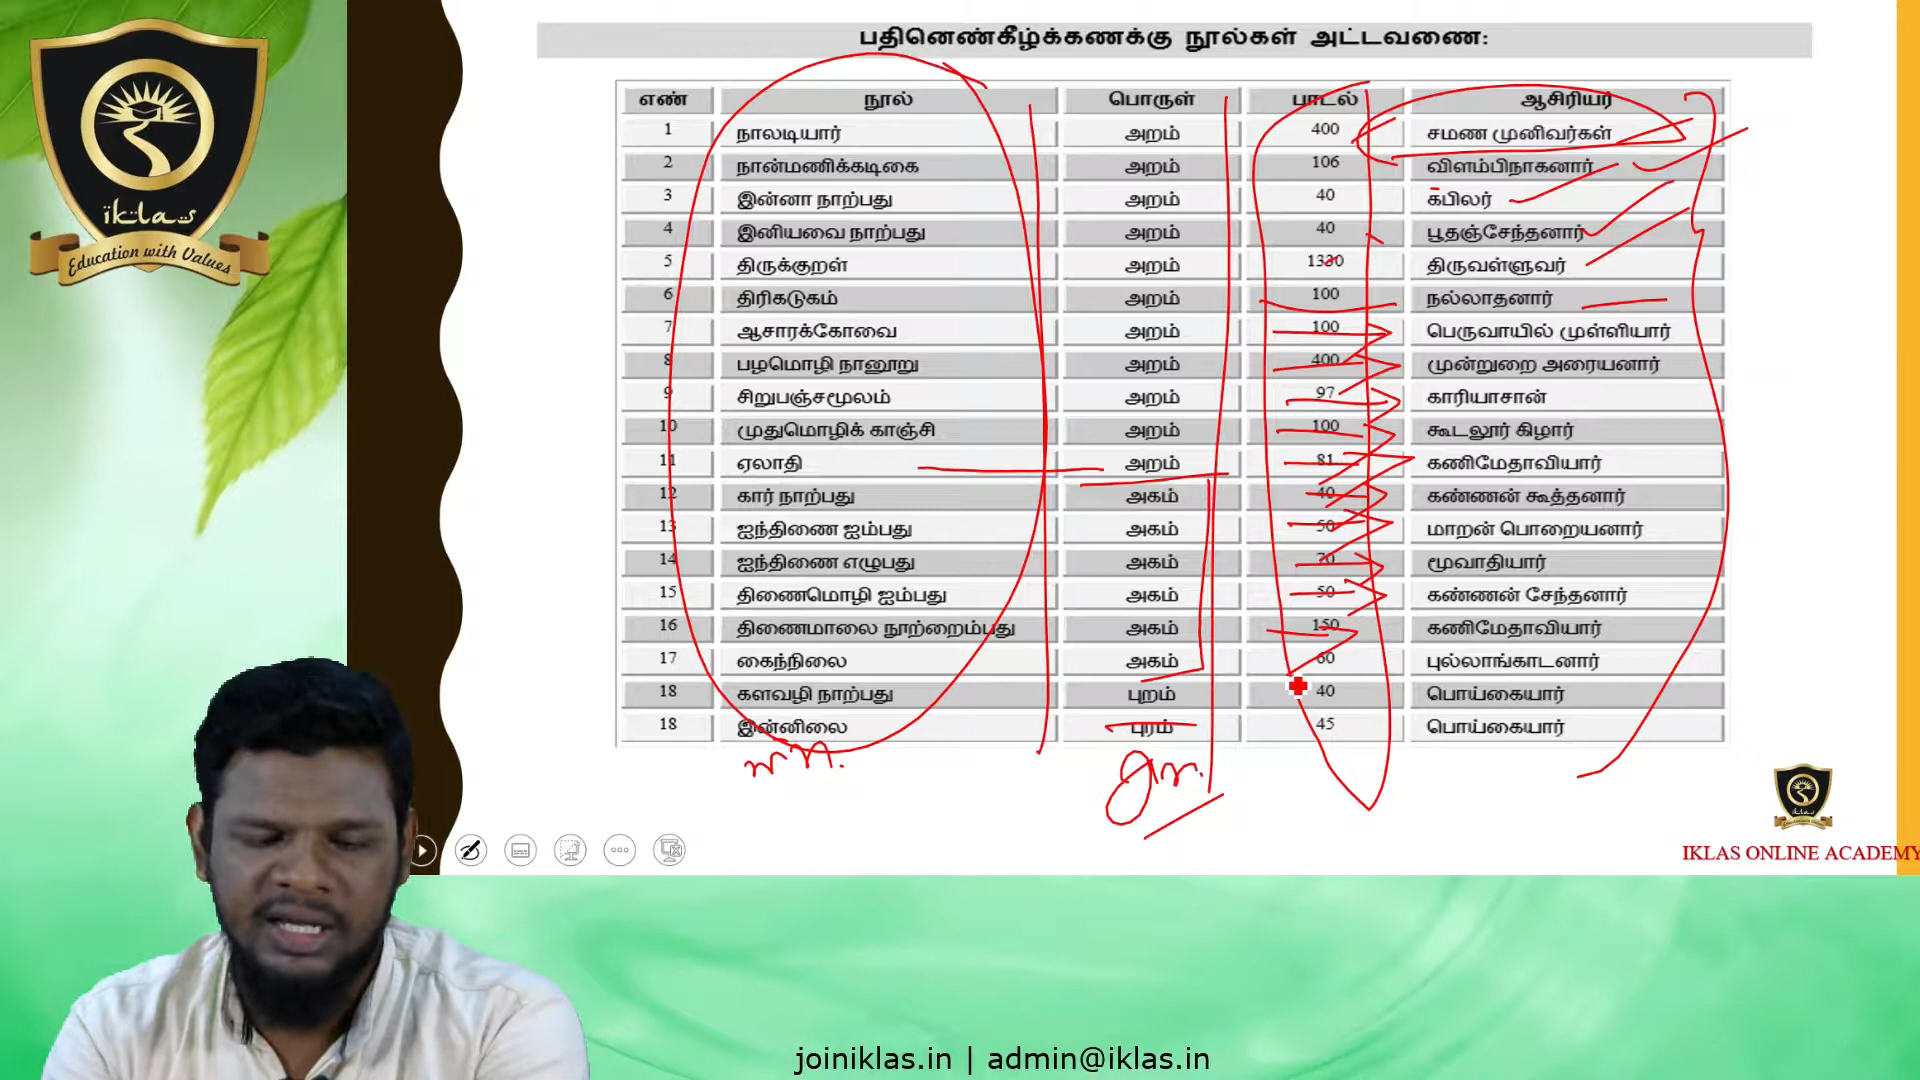 பதினெண்கீழ்க்கணக்கு நூல்கள் அட்டவணை:
எண் நூல் பொருள் பாடல் ஆசிரியர்
1 நாலடியார் அறம் 400 சமண முனிவர்கள்
2 நான்மணிக்கடிகை அறம் 106 விளம்பிநாகனார்
3 இன்னா நாற்பது அறம் 40 கபிலர்
4 இனியவை நாற்பது அறம் 40 பூதஞ்சேந்தனார்
5 திருக்குறள் அறம் 1330 திருவள்ளுவர்
6 திரிகடுகம் அறம் 100 நல்லாதனார்
7 ஆசாரக்கோவை அறம் 100 பெருவாயில் முள்ளியார்
8 பழமொழி நானூறு அறம் 400 முன்றுறை அரையனார்
9 சிறுபஞ்சமூலம் அறம் 97 காரியாசான்
10 முதுமொழிக் காஞ்சி அறம் 100 கூடலூர் கிழார்
11 ஏலாதி அறம் 81 கணிமேதாவியார்
12 கார் நாற்பது அகம் 40 கண்ணன் கூத்தனார்
13 ஐந்திணை ஐம்பது அகம் 50 மாறன் பொறையனார்
14 ஐந்திணை எழுபது அகம் 70 மூவாதியார்
15 திணைமொழி ஐம்பது அகம் 50 கண்ணன் சேந்தனார்
16 திணைமாலை நூற்றைம்பது அகம் 150 கணிமேதாவியார்
17 கைந்நிலை அகம் 60 புல்லாங்காடனார்
18 களவழி நாற்பது புறம் 40 பொய்கையார்
18 இன்னிலை புரம் 45 பொய்கையார்
iklas
Education with Values
IKLAS ONLINE ACADEMY
joiniklas.in | admin@iklas.in